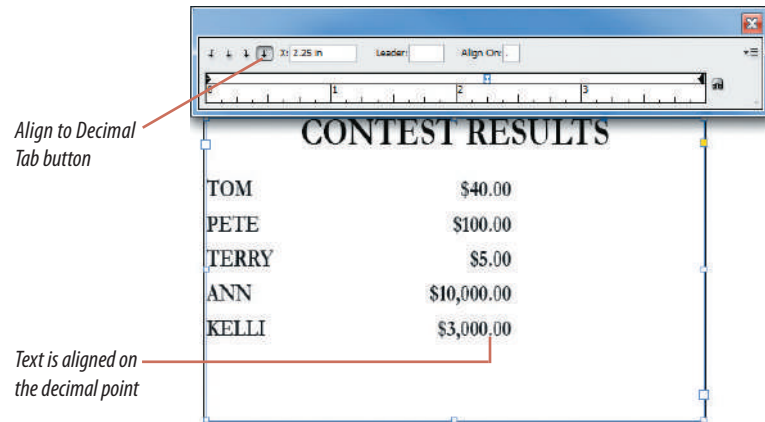 X: 2.25 in Leader: Align On: .
0 1 2 3
Align to Decimal
Tab button
CONTEST RESULTS
TOM $40.00
PETE $100.00
TERRY $5.00
ANN $10,000.00
KELLI $3,000.00
Text is aligned on
the decimal point